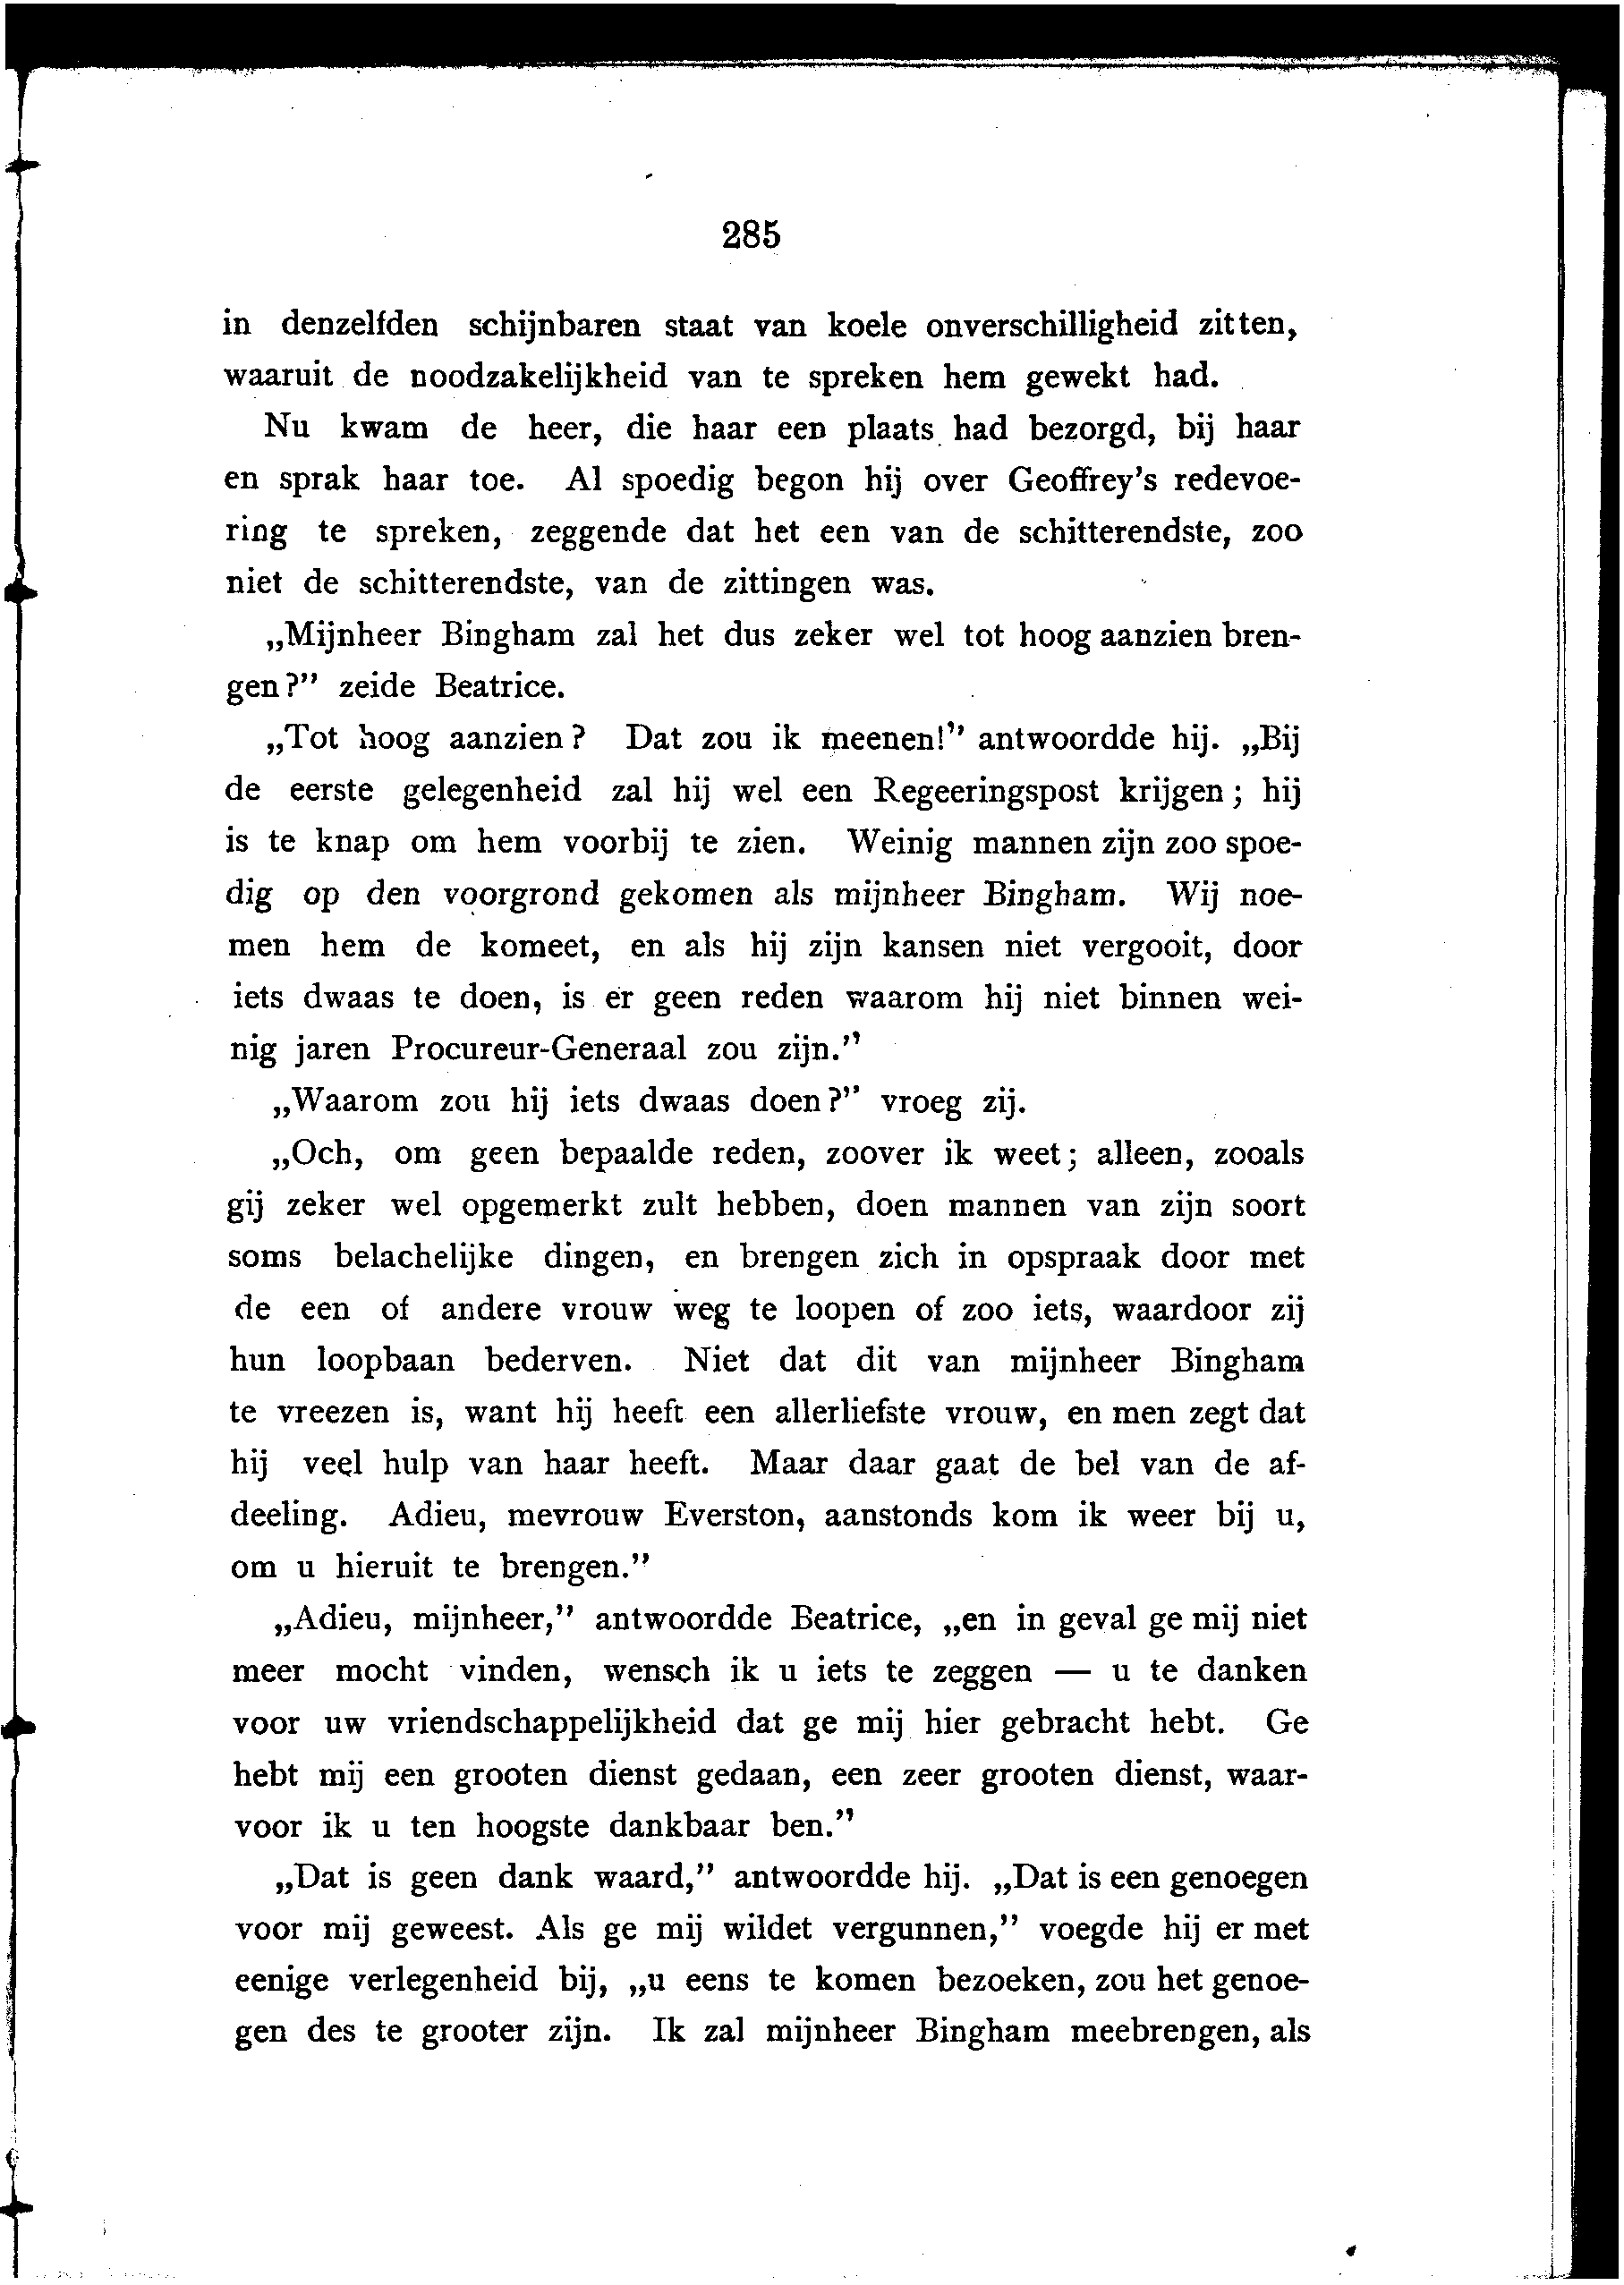 285
in denzelfden schijnbaren staat van koele onverschilligheid zitten,
waaruit de noodzakelijkheid van te spreken hem gewekt had.
Nu kwam de heer, die haar een plaats had bezorgd, bij haar
en sprak haar toe. Al spoedig begon hij over Geoffrey's redevoe-
ring te spreken, zeggende dat het een van de schitterendste, zoo
niet de schitterendste, van de zittingen was.
„Mijnheer Bingham zal het dus zeker wel tot hoog aanzien bren-
gen?” zeide Beatrice.
„Tot hoog aanzien? Dat zou ik meenen!” antwoordde hij. „Bij
de eerste gelegenheid zal hij wel een Regeeringspost krijgen; hij
is te knap om hem voorbij te zien. Weinig mannen zijn zoo spoe-
dig op den voorgrond gekomen als mijnheer Bingham. Wij noe-
men hem de komeet, en als hij zijn kansen niet vergooit, door
iets dwaas te doen, is er geen reden waarom hij niet binnen wei-
nig jaren Procureur-Generaal zou zijn.”
„Waarom zou hij iets dwaas doen?” vroeg zij.
„Och, om geen bepaalde reden, zoover ik weet; alleen, zooals
gij zeker wel opgemerkt zult hebben, doen mannen van zijn soort
soms belachelijke dingen, en brengen zich in opspraak door met
de een of andere vrouw weg te loopen of zoo iets, waardoor zij
hun loopbaan bederven. Niet dat dit van mijnheer Bingham
te vreezen is, want hij heeft een allerliefste vrouw, en men zegt dat
hij veel hulp van haar heeft. Maar daar gaat de bel van de af-
deeling. Adieu, mevrouw Everston, aanstonds kom ik weer bij u,
om u hieruit te brengen.”
„Adieu, mijnheer,” antwoordde Beatrice, „en in geval ge mij niet
meer mocht vinden, wensch ik u iets te zeggen — u te danken
voor uw vriendschappelijkheid dat ge mij hier gebracht hebt. Ge
hebt mij een grooten dienst gedaan, een zeer grooten dienst, waar-
voor ik u ten hoogste dankbaar ben.”
„Dat is geen dank waard,” antwoordde hij. „Dat is een genoegen
voor mij geweest. Als ge mij wildet vergunnen,” voegde hij er met
eenige verlegenheid bij, „u eens te komen bezoeken, zou het genoe-
gen des te grooter zijn. Ik zal mijnheer Bingham meebrengen, als